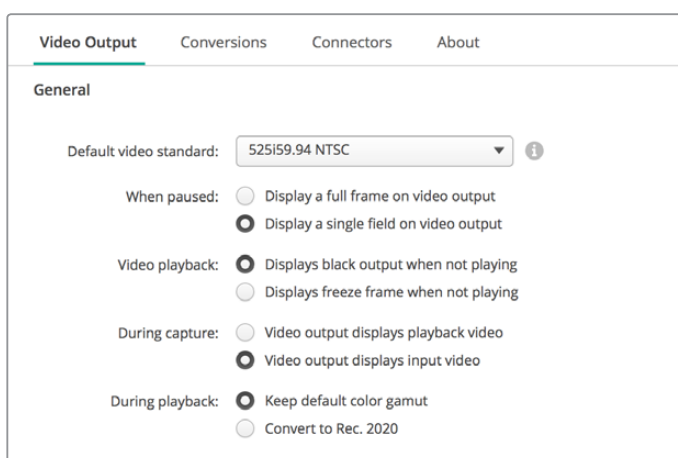 Video Output Conversions Connectors About
General
Default video standard: 525i59.94 NTSC
When paused: Display a full frame on video output
Display a single field on video output
Video playback: Displays black output when not playing
Displays freeze frame when not playing
During capture: Video output displays playback video
Video output displays input video
During playback: Keep default color gamut
Convert to Rec. 2020